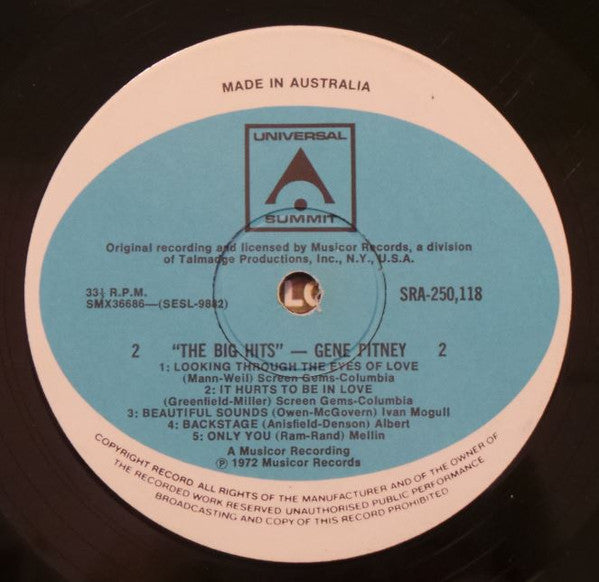 MADE IN AUSTRALIA
UNIVERSAL
SUMMIT
Original recording and licensed by Musicor Records, a division
of Talmadge Productions, Inc., N.Y., U.S.A.
33⅓ R.P.M.
SMX36686—(SESL-9882)
LO
SRA-250,118
2 "THE BIG HITS" — GENE PITNEY 2
1: LOOKING THROUGH THE EYES OF LOVE
(Mann-Weil) Screen Gems-Columbia
2: IT HURTS TO BE IN LOVE
(Greenfield-Miller) Screen Gems-Columbia
3: BEAUTIFUL SOUNDS (Owen-McGovern) Ivan Mogull
4: BACKSTAGE (Anisfield-Denson) Albert
5: ONLY YOU (Ram-Rand) Mellin
A Musicor Recording
℗ 1972 Musicor Records
COPYRIGHT RECORD ALL RIGHTS OF THE MANUFACTURER AND OF THE OWNER OF
THE RECORDED WORK RESERVED UNAUTHORISED PUBLIC PERFORMANCE
BROADCASTING AND COPY OF THIS RECORD PROHIBITED